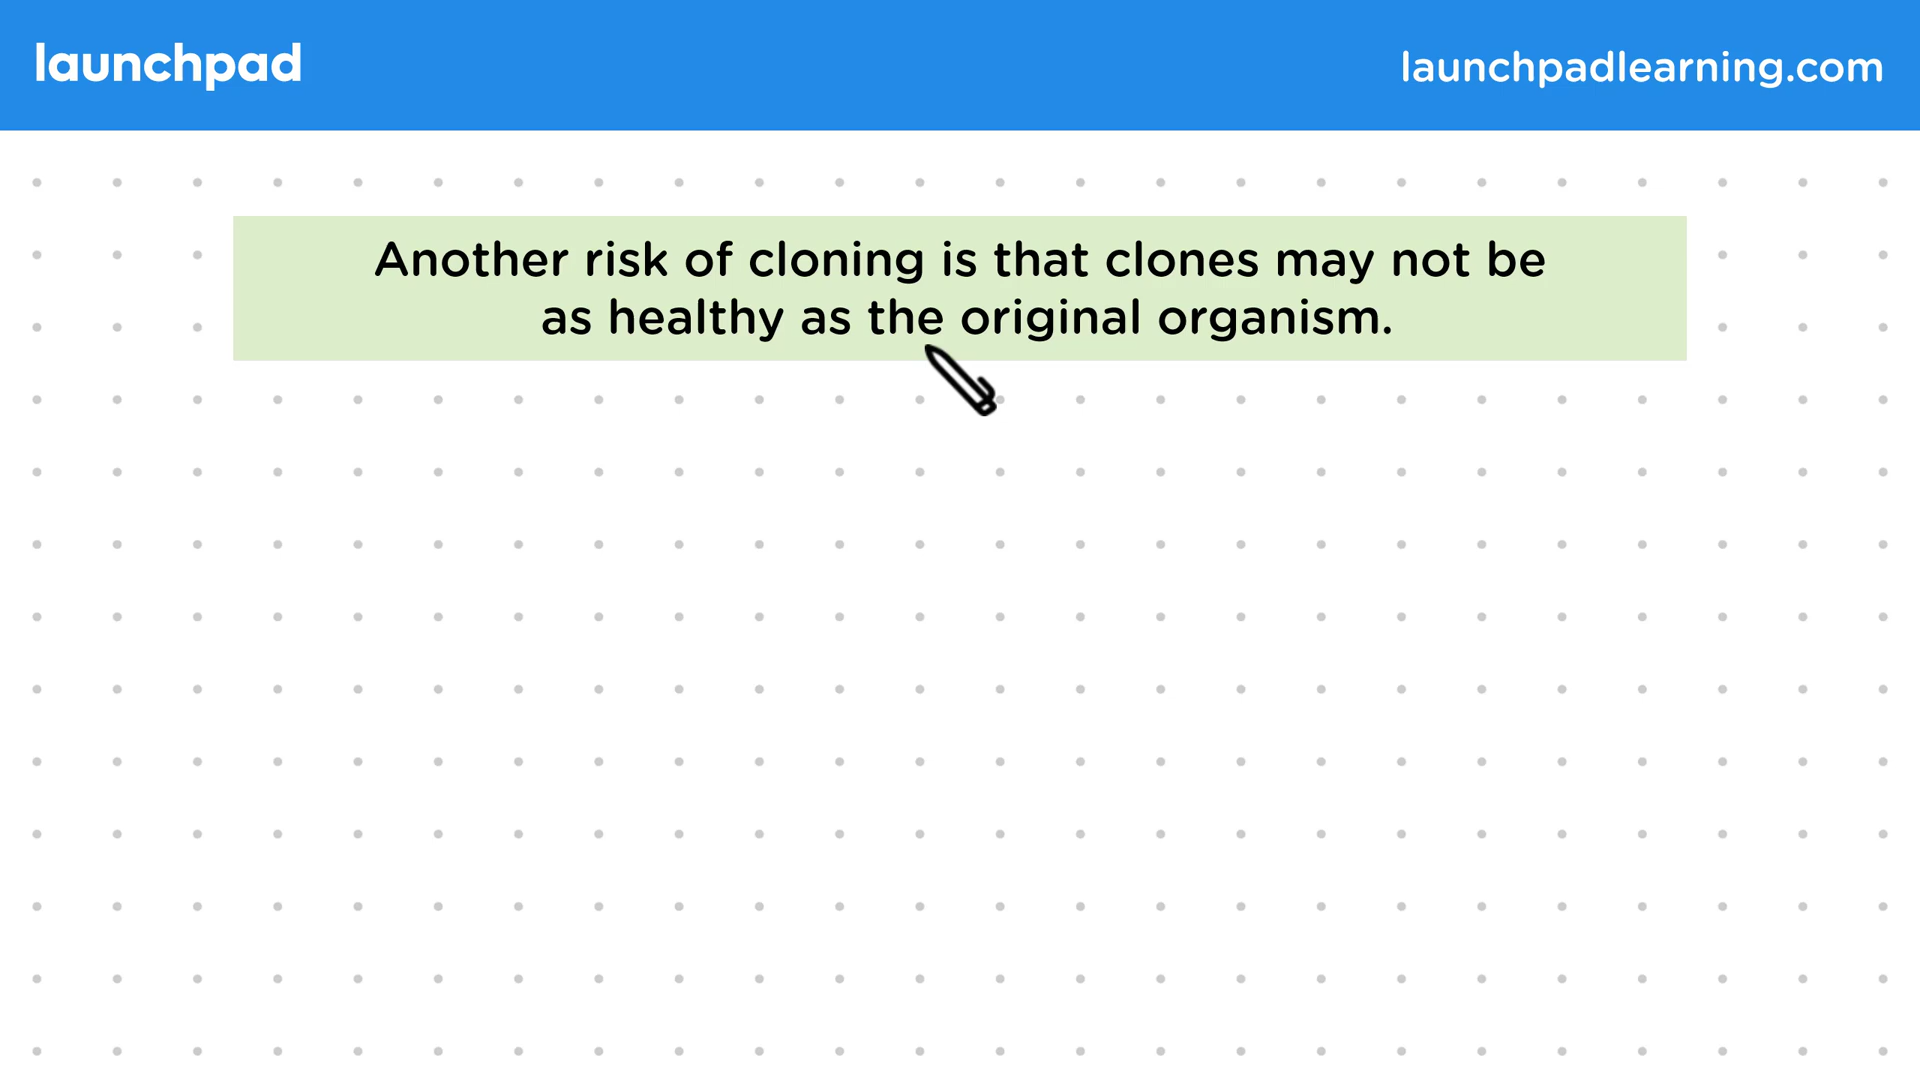 launchpad
launchpadlearning.com
Another risk of cloning is that clones may not be
as healthy as the original organism.